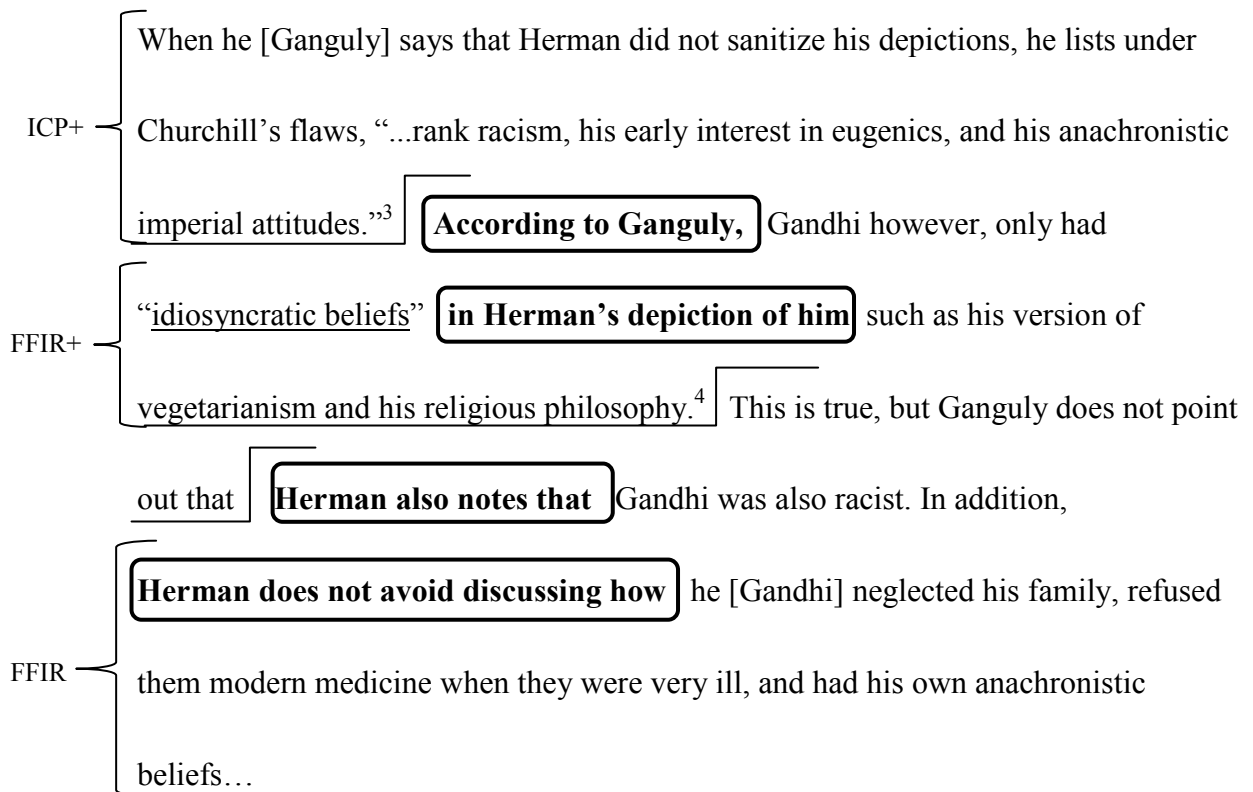 When he [Ganguly] says that Herman did not sanitize his depictions, he lists under
ICP+
Churchill’s flaws, “...rank racism, his early interest in eugenics, and his anachronistic
imperial attitudes.”3 According to Ganguly, Gandhi however, only had
“idiosyncratic beliefs” in Herman’s depiction of him such as his version of
FFIR+
vegetarianism and his religious philosophy.4 This is true, but Ganguly does not point
out that Herman also notes that Gandhi was also racist. In addition,
Herman does not avoid discussing how he [Gandhi] neglected his family, refused
FFIR
them modern medicine when they were very ill, and had his own anachronistic
beliefs…